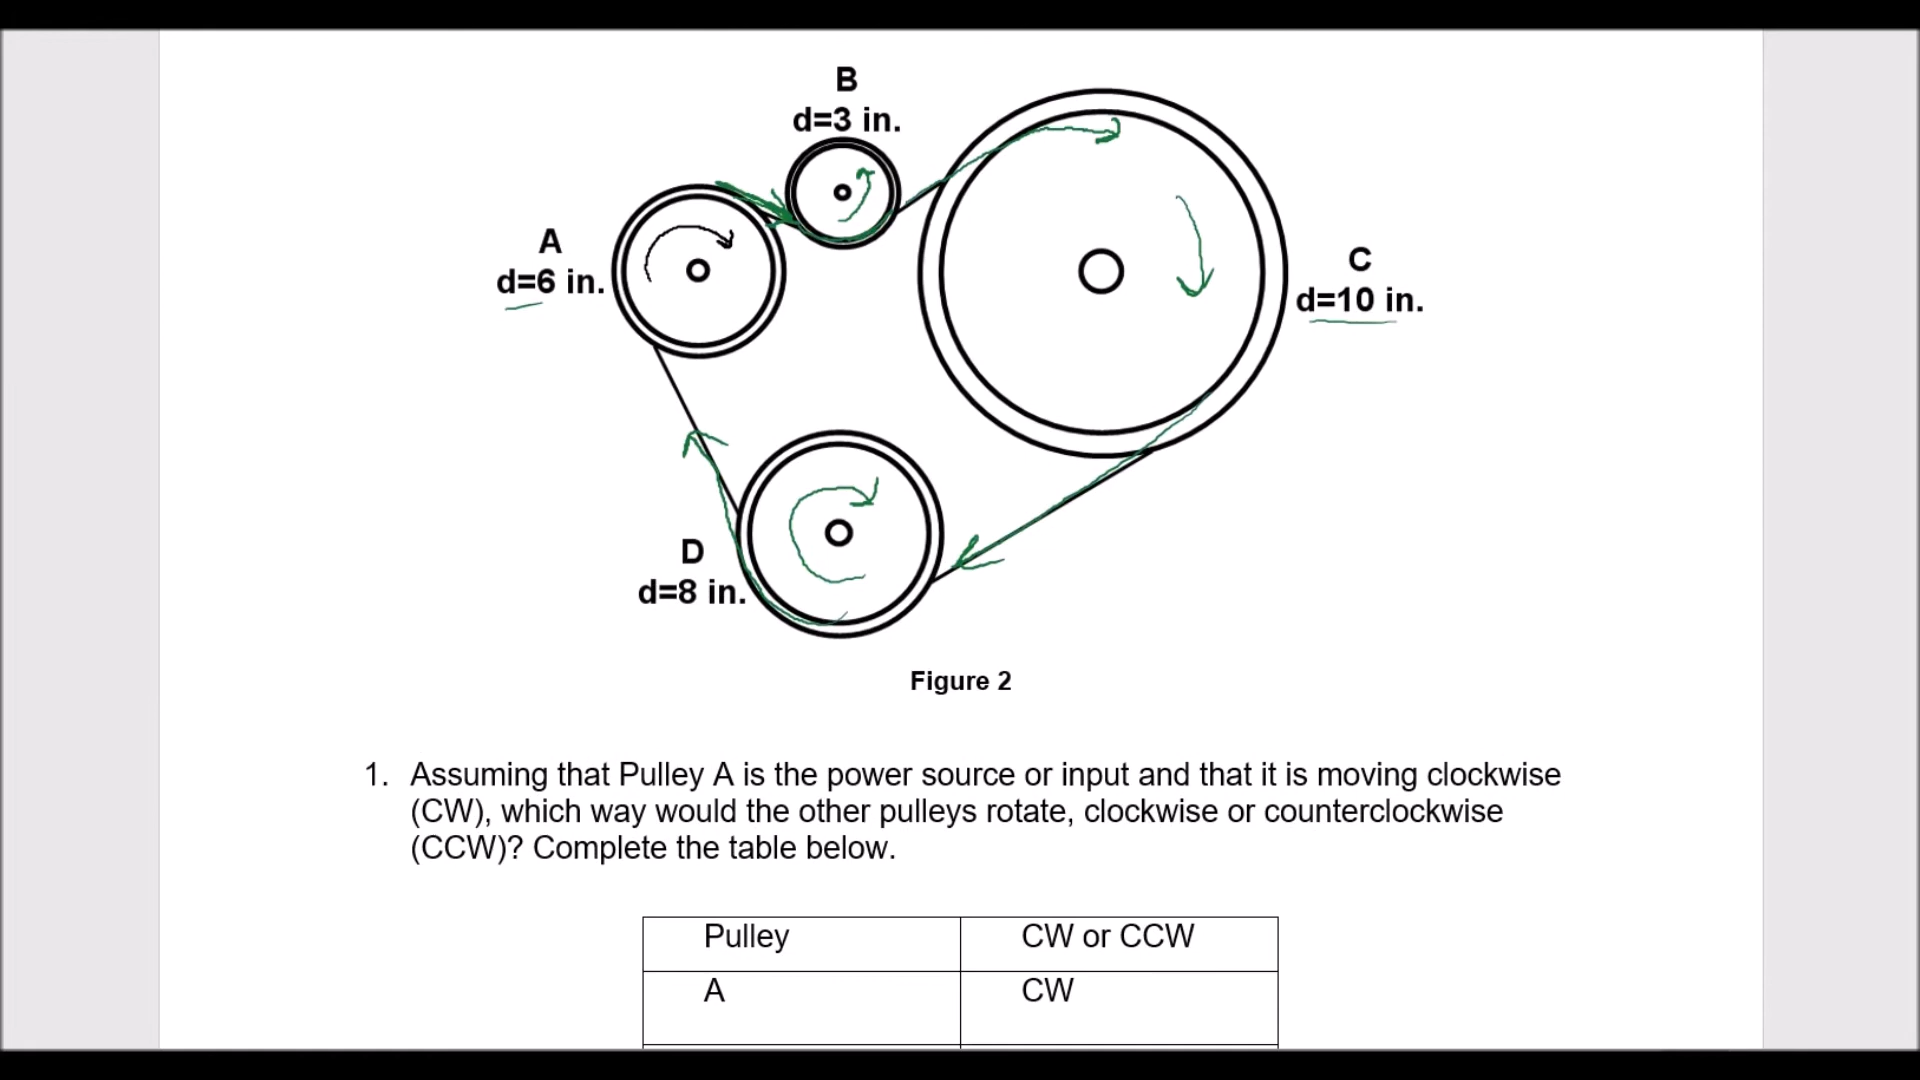 B
d=3 in.
A
d=6 in.
C
d=10 in.
D
d=8 in.
Figure 2
1. Assuming that Pulley A is the power source or input and that it is moving clockwise
(CW), which way would the other pulleys rotate, clockwise or counterclockwise
(CCW)? Complete the table below.
Pulley CW or CCW
A CW